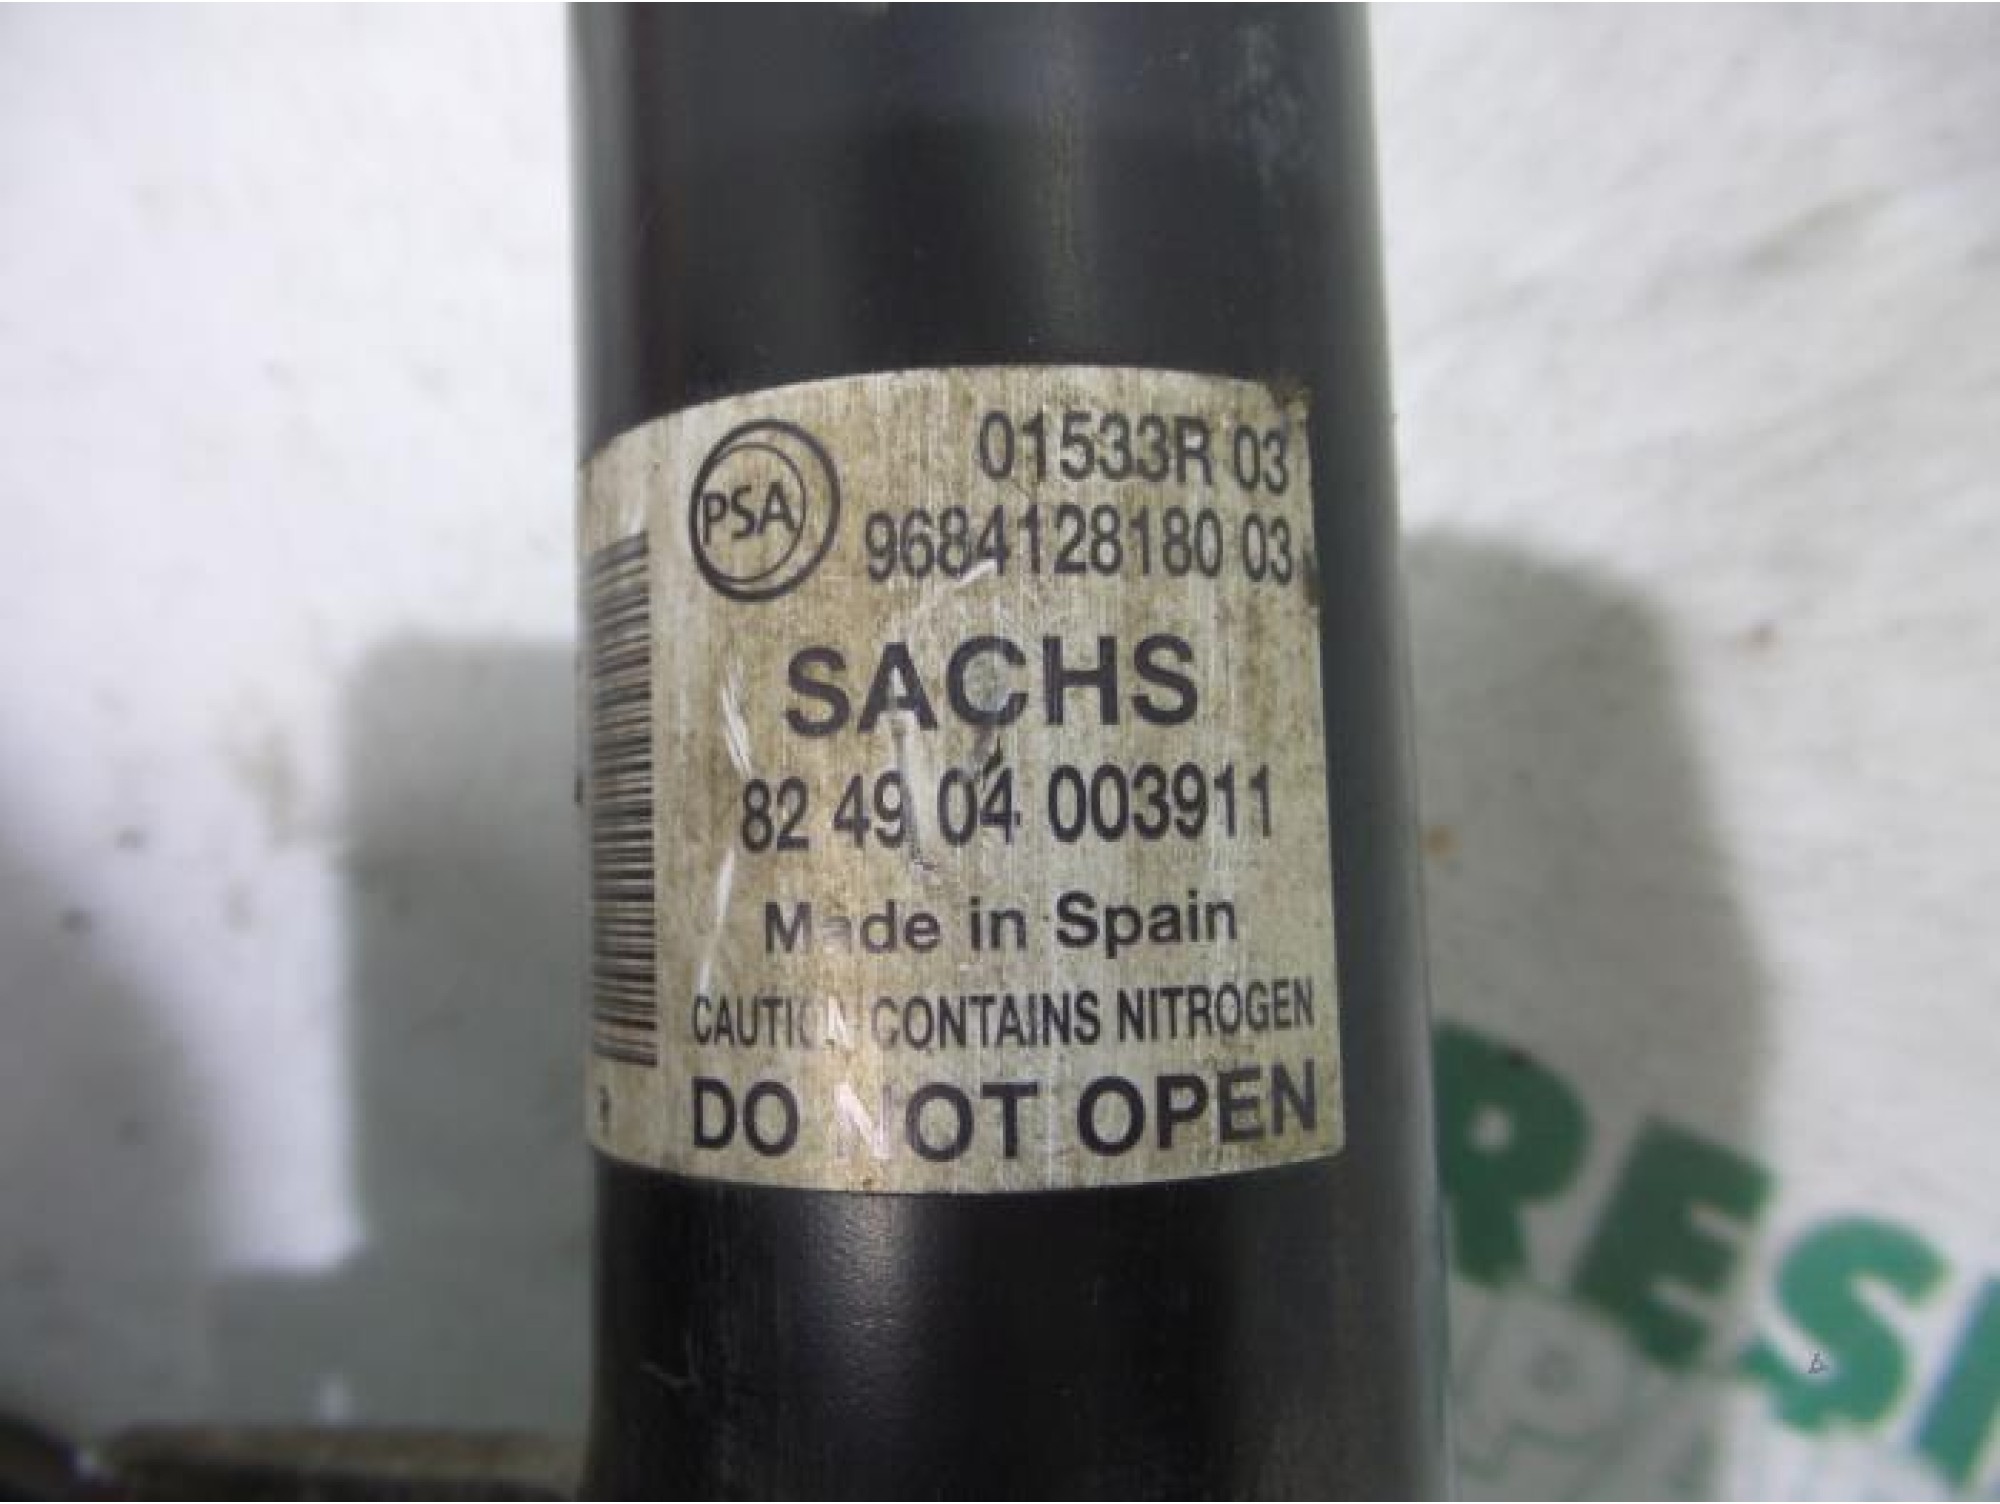 PSA
01533R 03
9684128180 03
SACHS
82 49 04 003911
Made in Spain
CAUTION CONTAINS NITROGEN
DO NOT OPEN